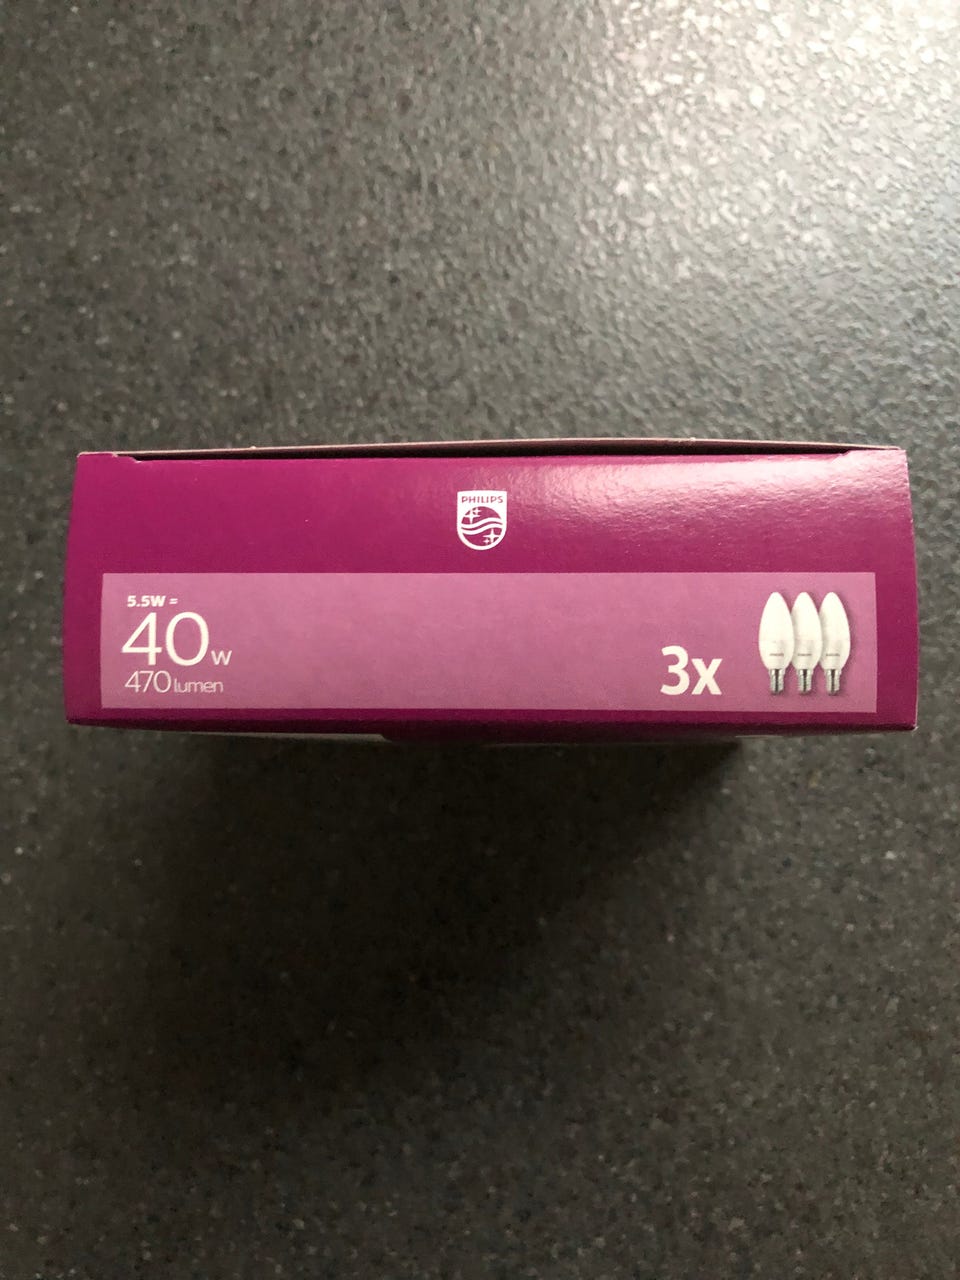 PHILIPS
5.5W =
40w
470 lumen
3x